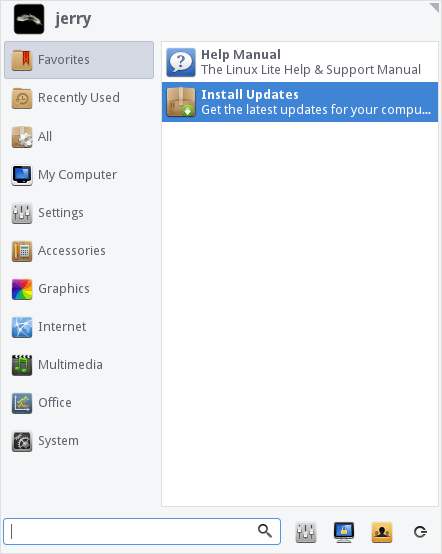 jerry
Favorites
Recently Used
All
My Computer
Settings
Accessories
Graphics
Internet
Multimedia
Office
System
Help Manual
The Linux Lite Help & Support Manual
Install Updates
Get the latest updates for your compu...